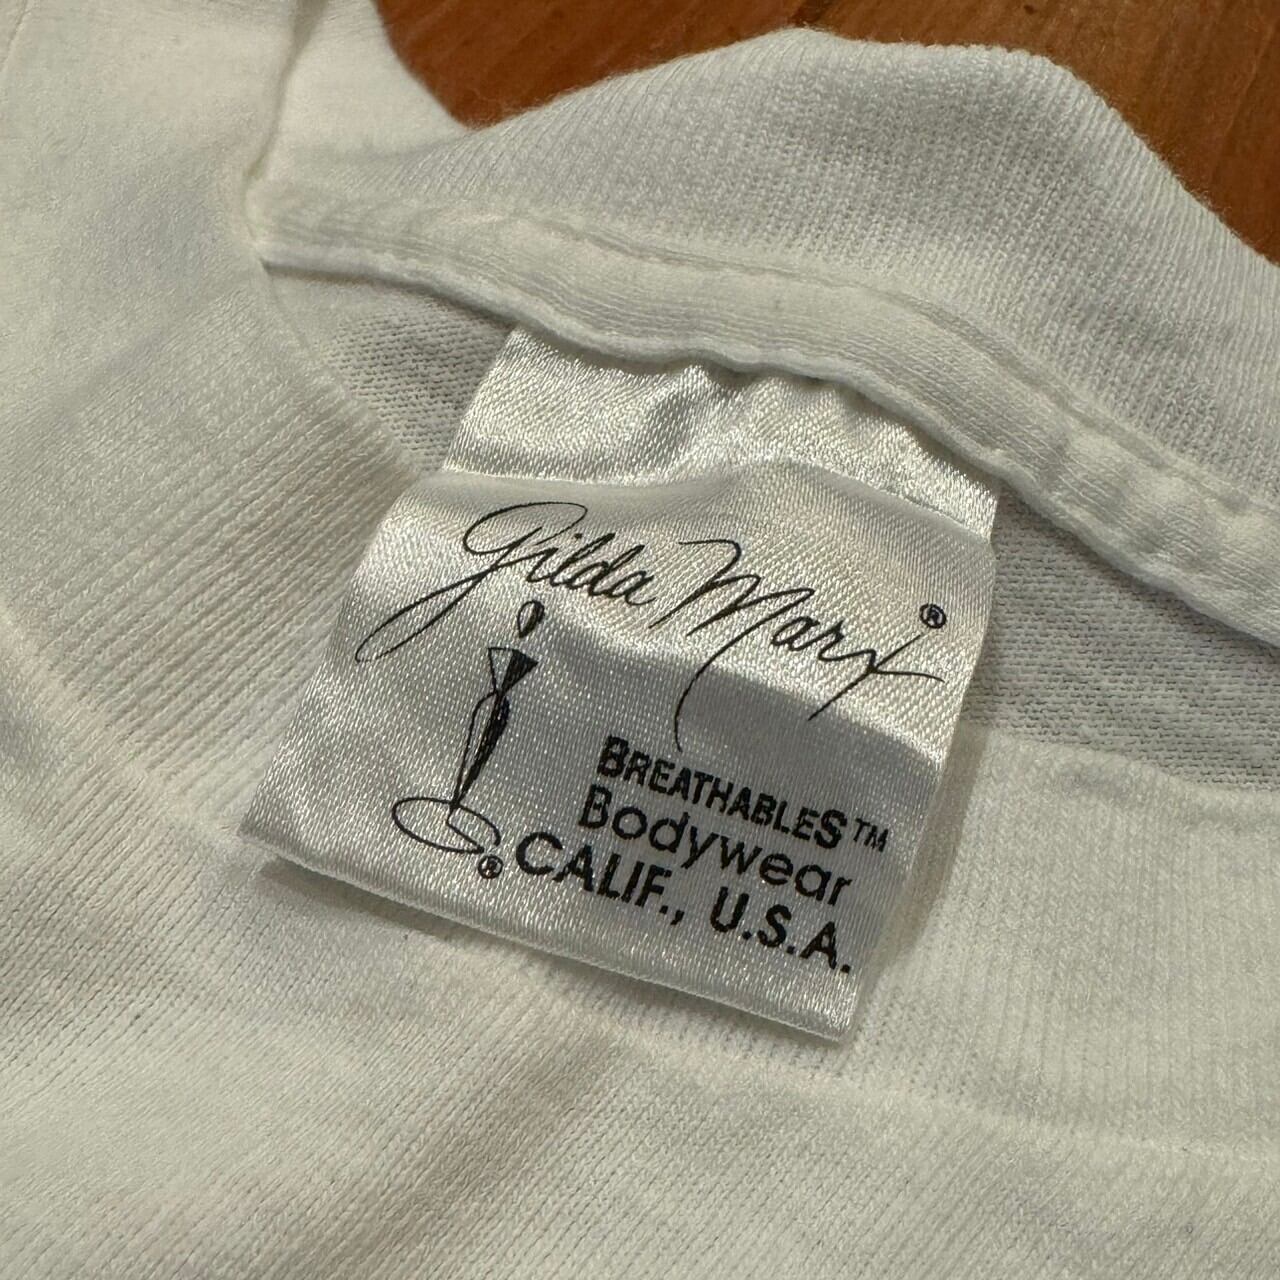 Gilda Marx®
BREATHABLES™
Bodywear
®CALIF., U.S.A.